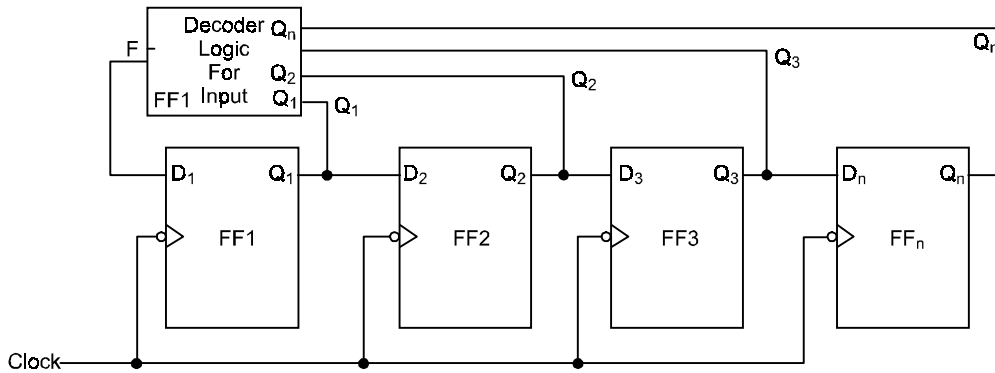 Decoder
Logic
For
Input
FF1
F
Qn
Q2
Q1
Q1
Q2
Q3
Qn
D1 Q1
FF1
D2 Q2
FF2
D3 Q3
FF3
Dn Qn
FFn
Clock